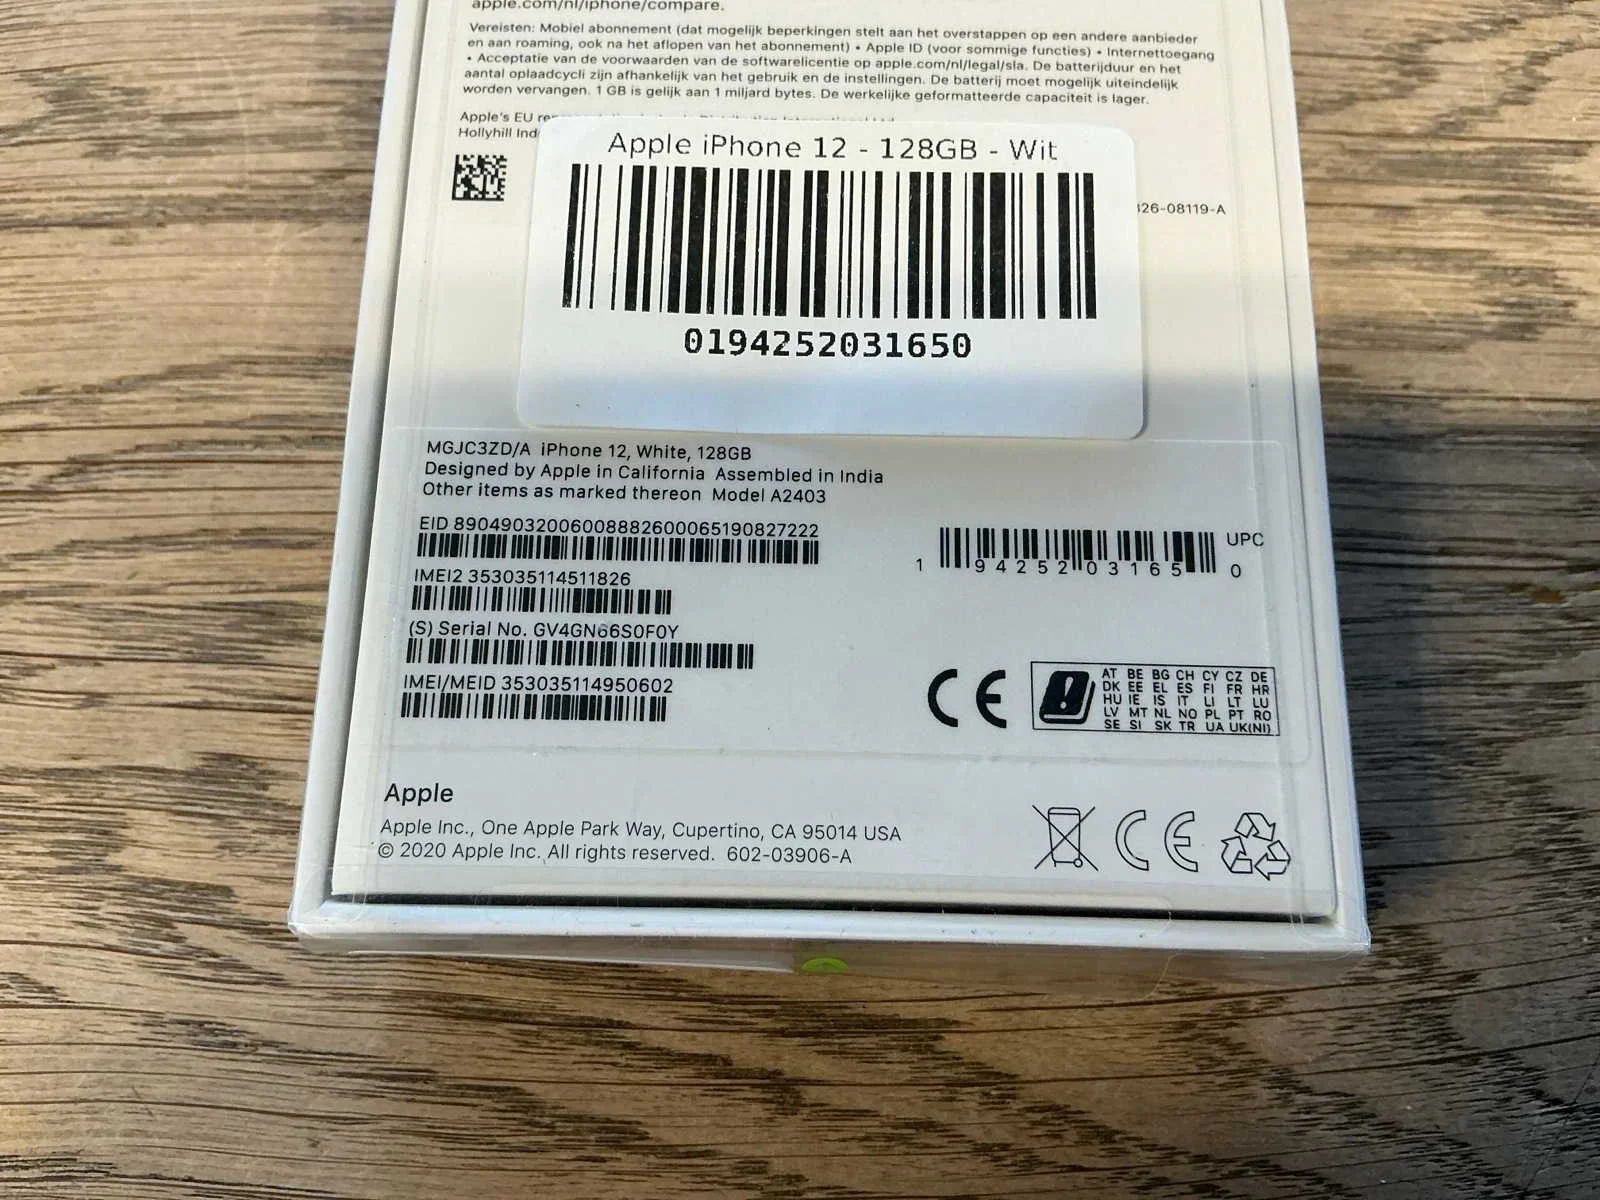 apple.com/nl/iphone/compare.
Vereisten: Mobiel abonnement (dat mogelijk beperkingen stelt aan het overstappen op een andere aanbieder
en aan roaming, ook na het aflopen van het abonnement) • Apple ID (voor sommige functies) • Internettoegang
• Acceptatie van de voorwaarden van de softwarelicentie op apple.com/nl/legal/sla. De batterijduur en het
aantal oplaadcycli zijn afhankelijk van het gebruik en de instellingen. De batterij moet mogelijk uiteindelijk
worden vervangen. 1 GB is gelijk aan 1 miljard bytes. De werkelijke geformatteerde capaciteit is lager.
Apple's EU
Hollyhill
Apple iPhone 12 - 128GB - Wit
26-08119-A
0194252031650
MGJC3ZD/A iPhone 12, White, 128GB
Designed by Apple in California Assembled in India
Other items as marked thereon Model A2403
EID 89049032006008882600065190827222
UPC
1 94252 03165 0
IMEI2 353035114511826
(S) Serial No. GV4GN66S0F0Y
IMEI/MEID 353035114950602
CE
AT BE BG CH CY CZ DE
DK EE EL ES FI FR HR
HU IE IS IT LI LT LU
LV MT NL NO PL PT RO
SE SI SK TR UA UK(NI)
Apple
Apple Inc., One Apple Park Way, Cupertino, CA 95014 USA
© 2020 Apple Inc. All rights reserved. 602-03906-A
CE